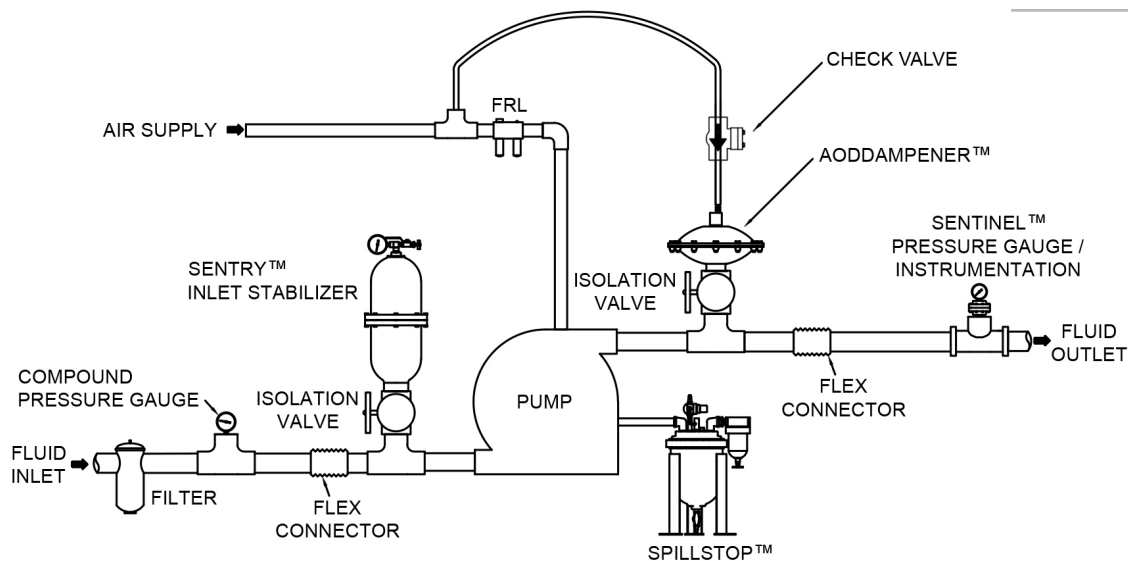 CHECK VALVE
FRL
AIR SUPPLY
AODDAMPENER™
SENTINEL™
PRESSURE GAUGE /
INSTRUMENTATION
SENTRY™
INLET STABILIZER
ISOLATION
VALVE
FLUID
OUTLET
COMPOUND
PRESSURE GAUGE
ISOLATION
VALVE
PUMP
FLEX
CONNECTOR
FLUID
INLET
FILTER
FLEX
CONNECTOR
SPILLSTOP™